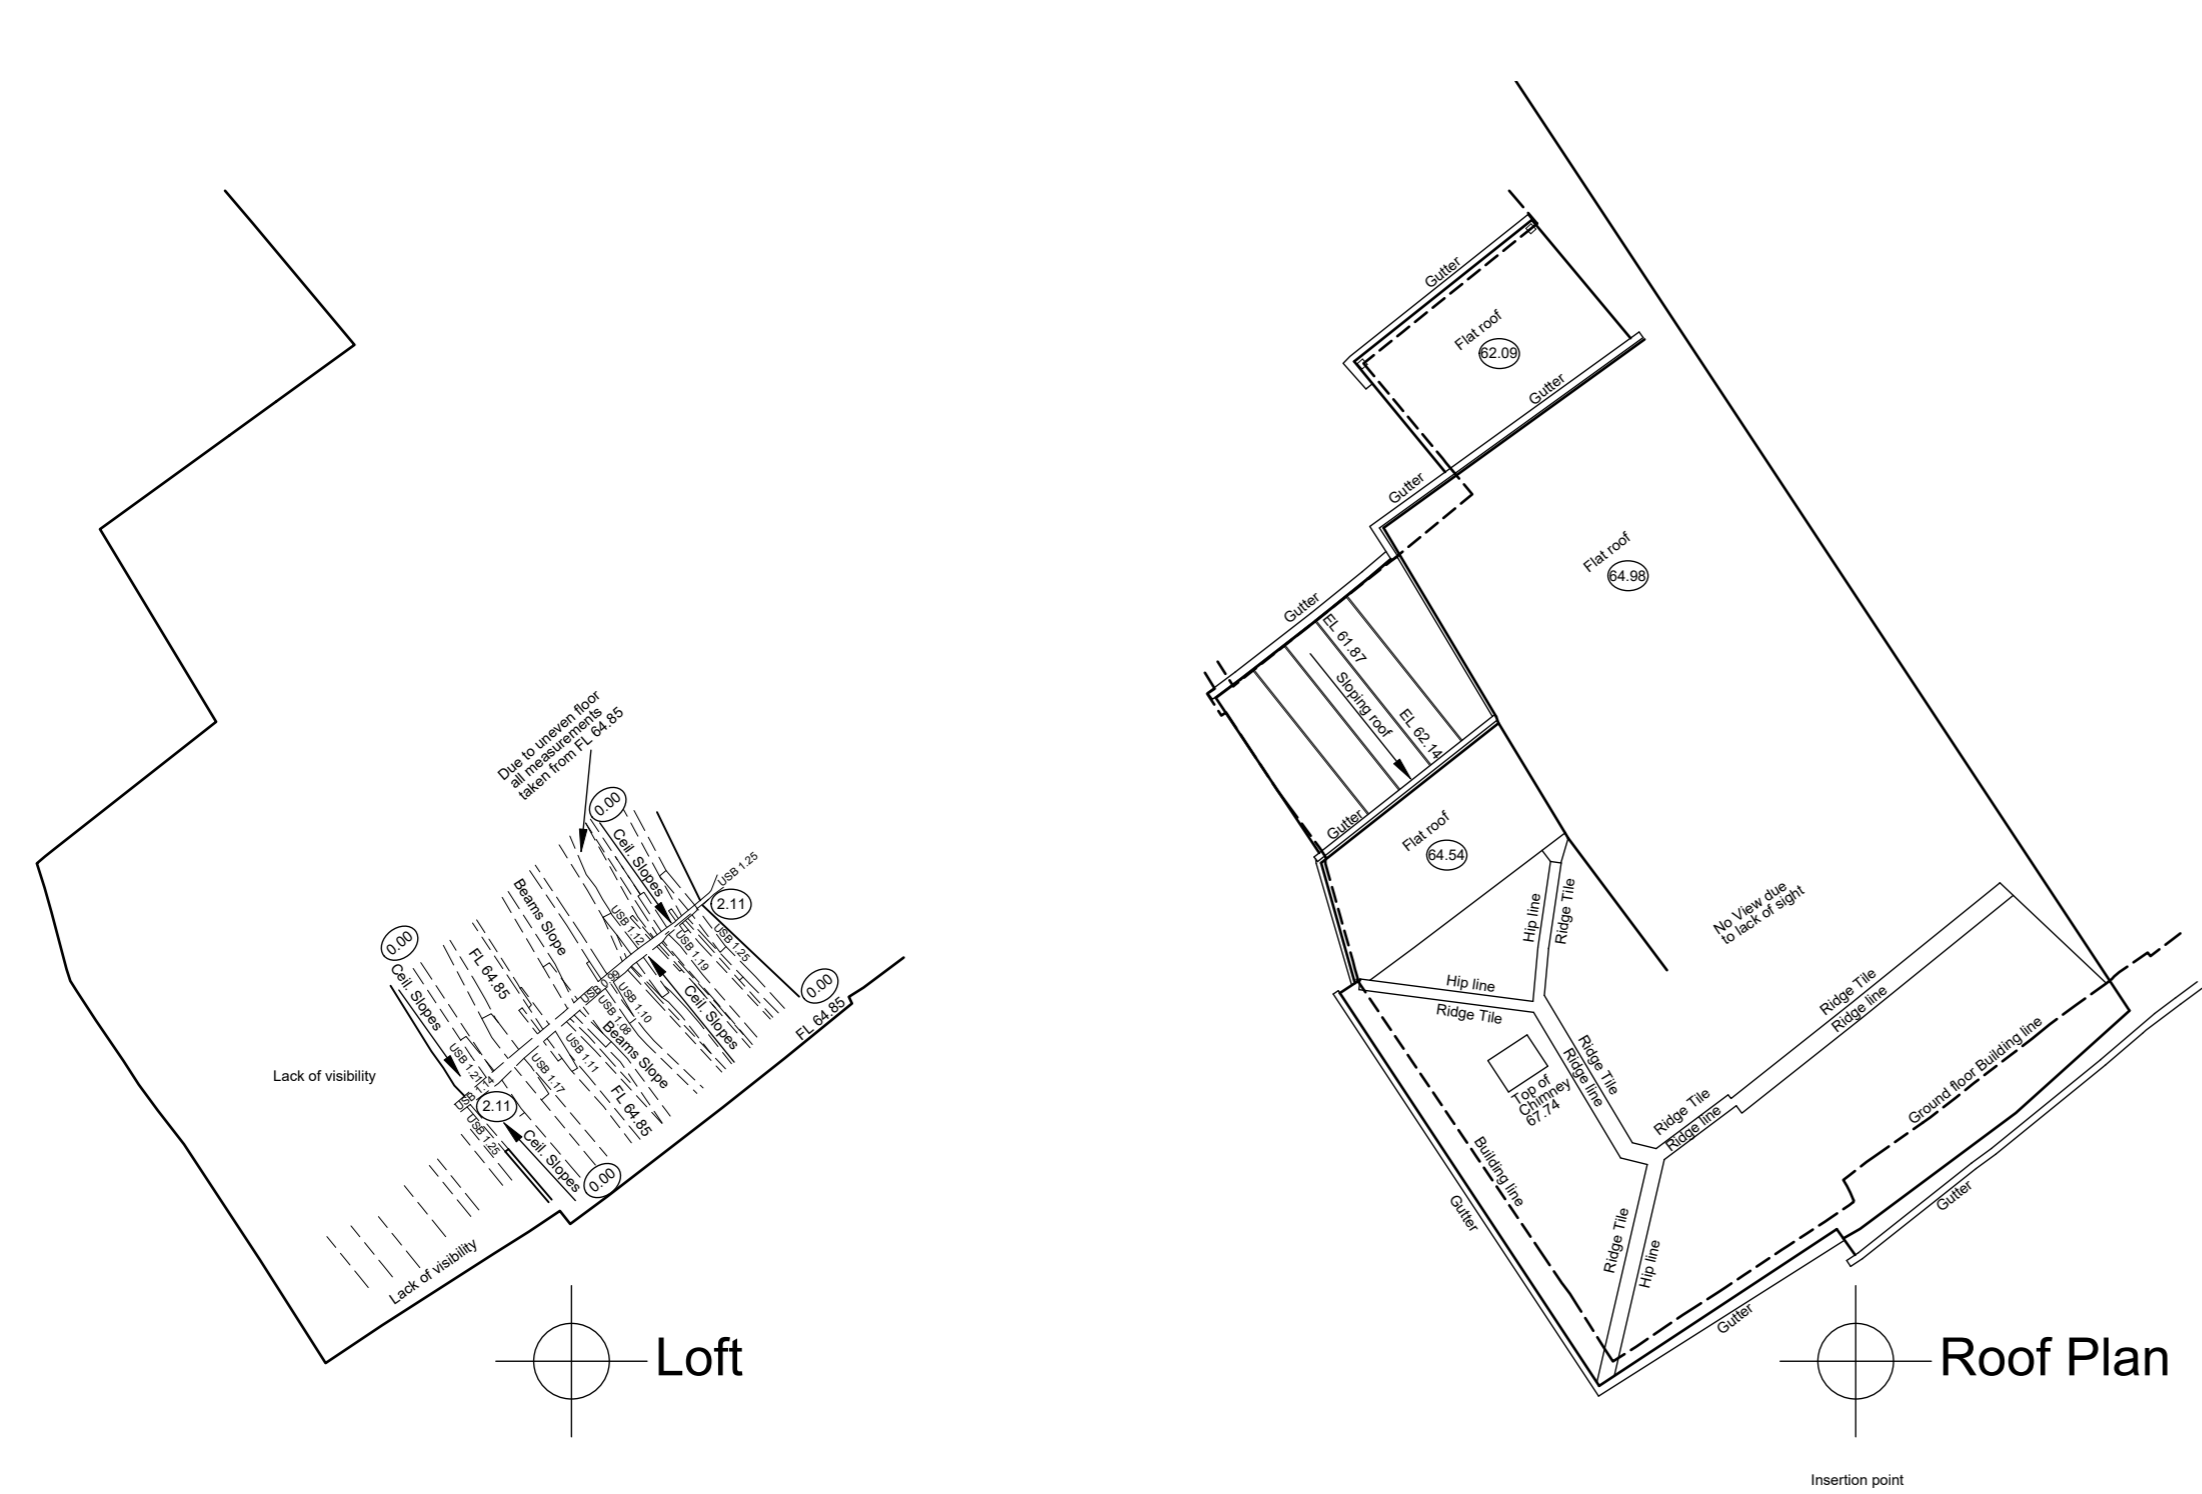 Due to uneven floor
all measurements
taken from FL 64.85
0.00
Ceil. Slopes
USB 1.25
2.11
Beams Slope
USB 1.12
USB 1.19
USB 1.25
0.00
FL 64.85
Ceil. Slopes
USB 1.10
USB 1.08
Ceil. Slopes
0.00
FL 64.85
Beams Slope
USB 1.11
USB 1.17
FL 64.85
USB 1.21
2.11
USB 1.25
Ceil. Slopes
0.00
Lack of visibility
Lack of visibility
Loft
Gutter
Flat roof
62.09
Gutter
Gutter
Flat roof
64.98
Gutter
EL 61.87
Sloping roof
EL 62.14
Gutter
Flat roof
64.54
Hip line
Ridge Tile
No View due
to lack of sight
Hip line
Ridge Tile
Ridge Tile
Ridge line
Ridge Tile
Ridge line
Top of
Chimney
67.74
Ridge Tile
Ridge line
Ground floor Building line
Building line
Gutter
Gutter
Ridge Tile
Hip line
Gutter
Roof Plan
Insertion point